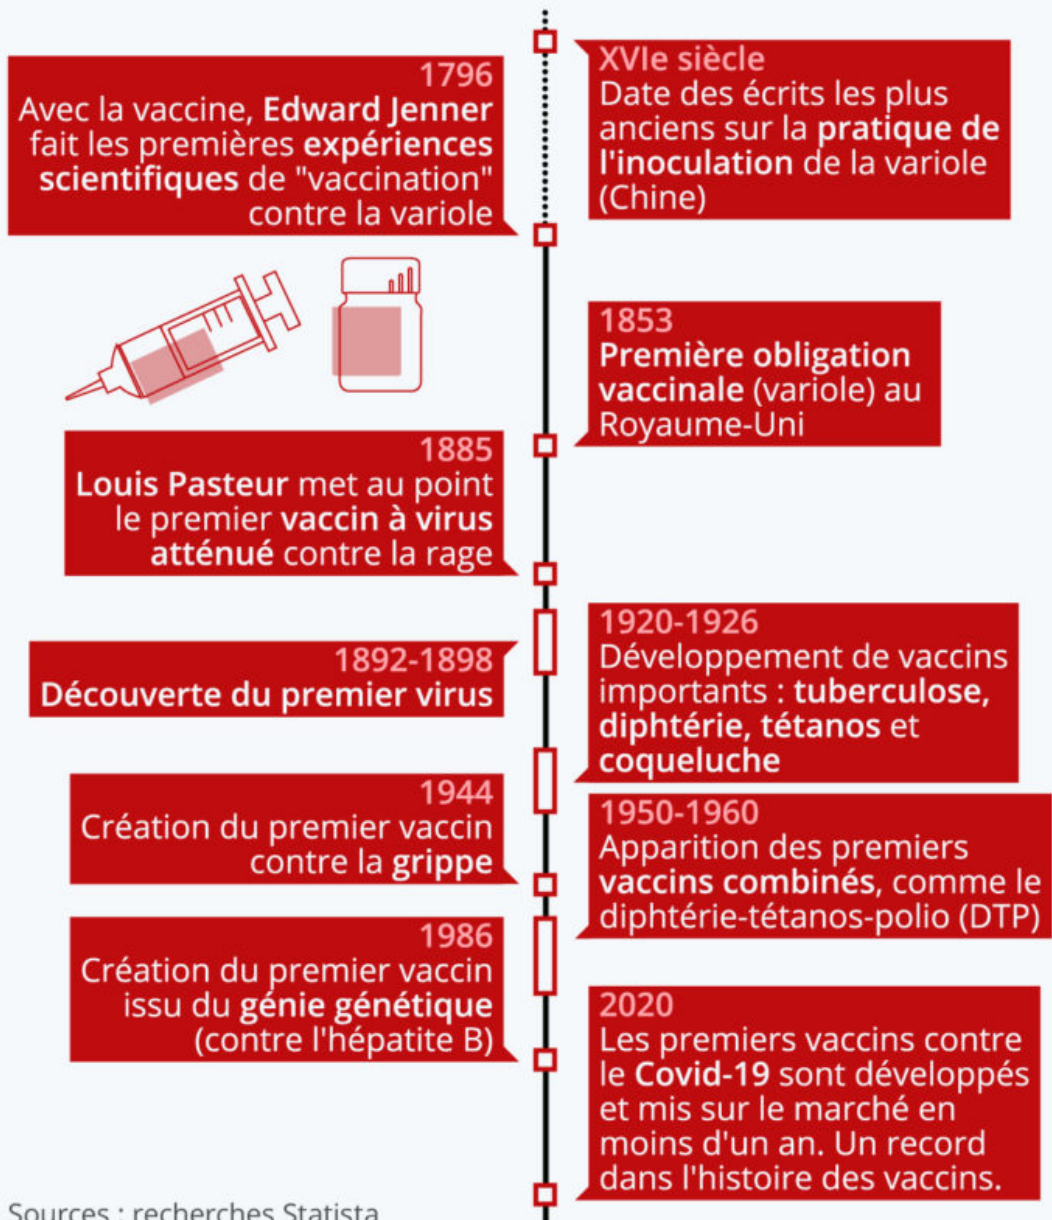 XVIe siècle
Date des écrits les plus
anciens sur la pratique de
l'inoculation de la variole
(Chine)
1796
Avec la vaccine, Edward Jenner
fait les premières expériences
scientifiques de "vaccination"
contre la variole
1853
Première obligation
vaccinale (variole) au
Royaume-Uni
1885
Louis Pasteur met au point
le premier vaccin à virus
atténué contre la rage
1892-1898
Découverte du premier virus
1920-1926
Développement de vaccins
importants : tuberculose,
diphtérie, tétanos et
coqueluche
1944
Création du premier vaccin
contre la grippe
1950-1960
Apparition des premiers
vaccins combinés, comme le
diphtérie-tétanos-polio (DTP)
1986
Création du premier vaccin
issu du génie génétique
(contre l'hépatite B)
2020
Les premiers vaccins contre
le Covid-19 sont développés
et mis sur le marché en
moins d'un an. Un record
dans l'histoire des vaccins.
Sources : recherches Statista